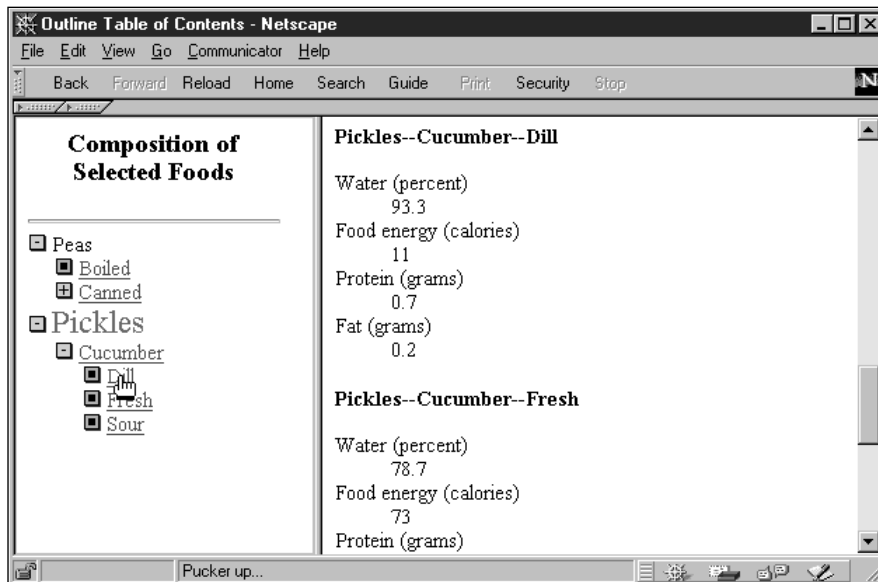 Outline Table of Contents - Netscape
File Edit View Go Communicator Help
Back Forward Reload Home Search Guide Print Security Stop
N
Composition of
Selected Foods
Peas
Boiled
Canned
Pickles
Cucumber
Dill
Fresh
Sour
Pickles--Cucumber--Dill
Water (percent)
93.3
Food energy (calories)
11
Protein (grams)
0.7
Fat (grams)
0.2
Pickles--Cucumber--Fresh
Water (percent)
78.7
Food energy (calories)
73
Protein (grams)
Pucker up...